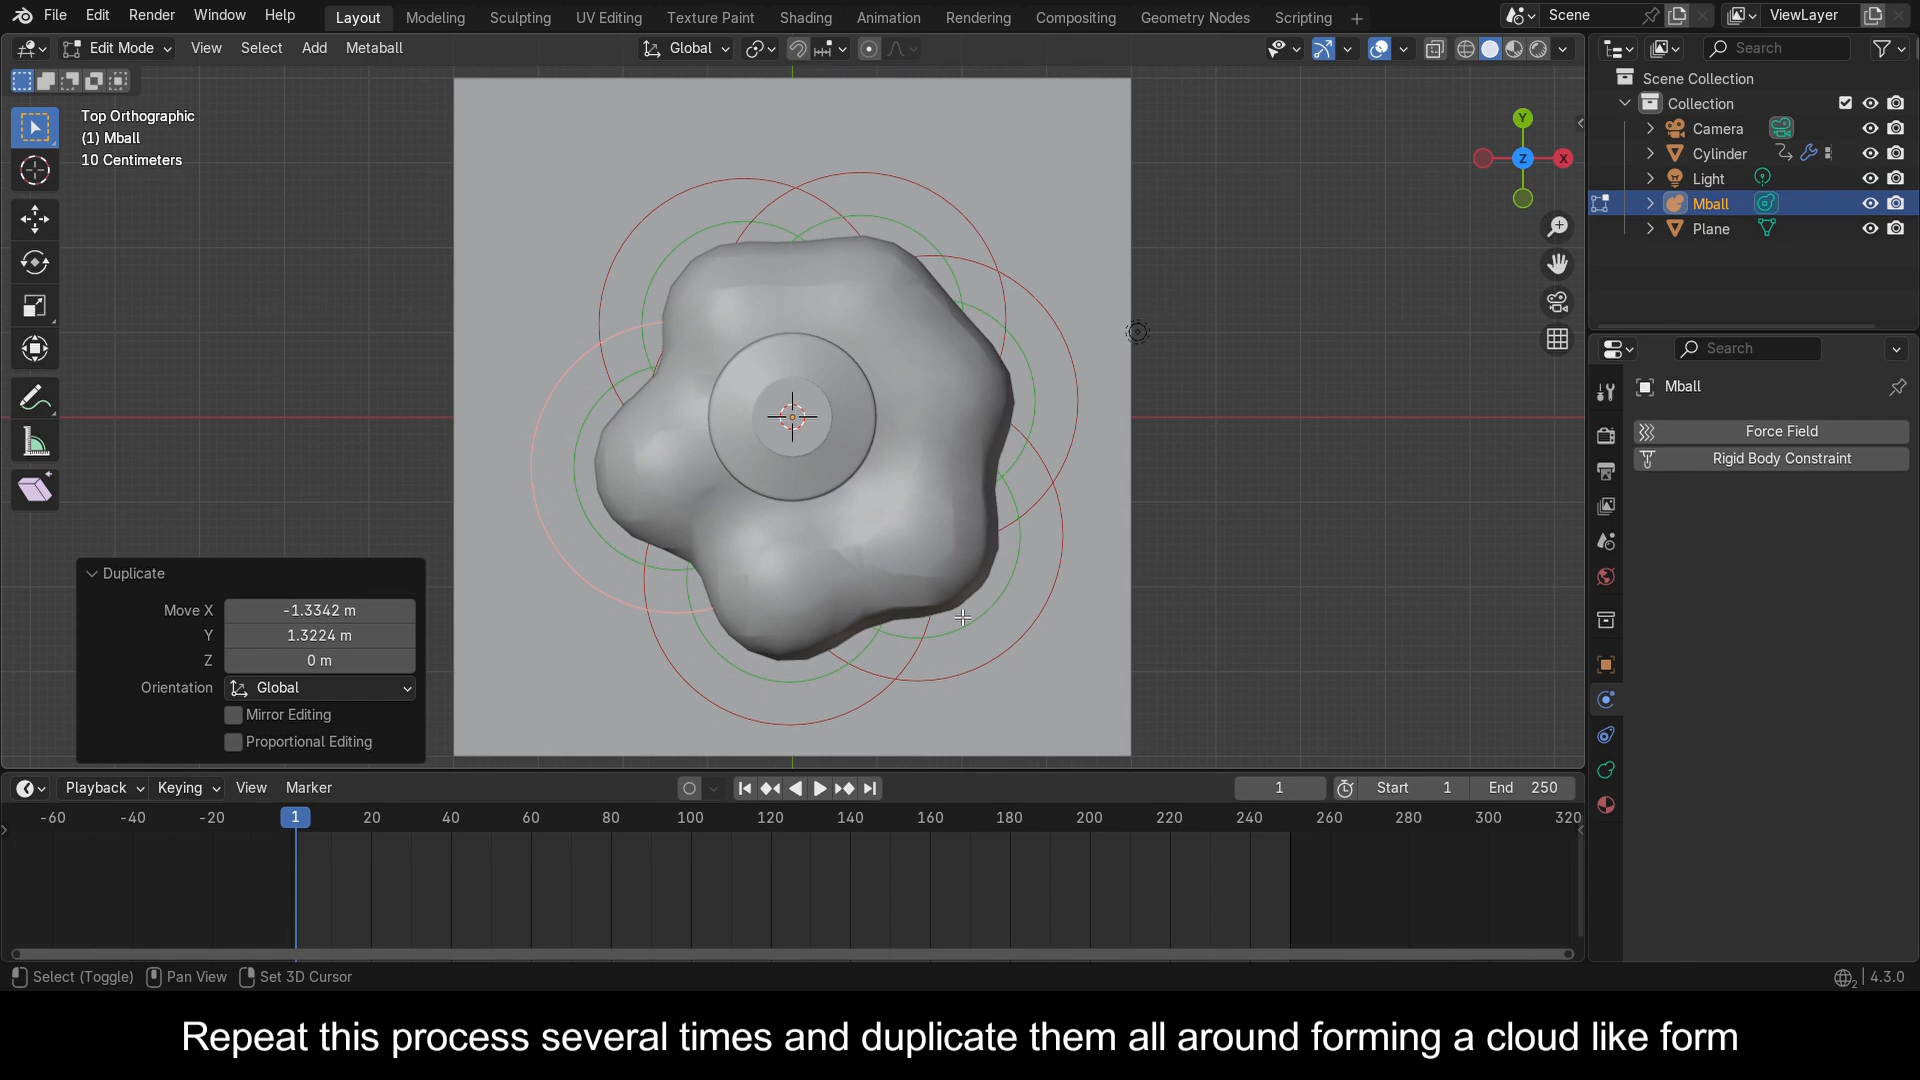 File Edit Render Window Help Layout Modeling Sculpting UV Editing Texture Paint Shading Animation Rendering Compositing Geometry Nodes Scripting + Scene ViewLayer
Edit Mode View Select Add Metaball Global Search
Scene Collection
Collection
Camera
Cylinder
Light
Mball
Plane
Top Orthographic
(1) Mball
10 Centimeters
Y
Z
X
Search
Mball
Force Field
Rigid Body Constraint
Duplicate
Move X -1.3342 m
Y 1.3224 m
Z 0 m
Orientation Global
Mirror Editing
Proportional Editing
Playback Keying View Marker 1 Start 1 End 250
-60 -40 -20 1 20 40 60 80 100 120 140 160 180 200 220 240 260 280 300 320
Select (Toggle) Pan View Set 3D Cursor 2 4.3.0
Repeat this process several times and duplicate them all around forming a cloud like form